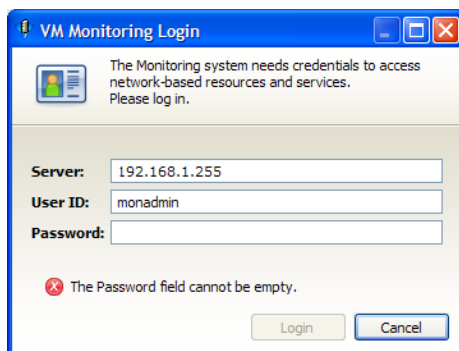 VM Monitoring Login
The Monitoring system needs credentials to access
network-based resources and services.
Please log in.
Server: 192.168.1.255
User ID: monadmin
Password:
The Password field cannot be empty.
Login Cancel